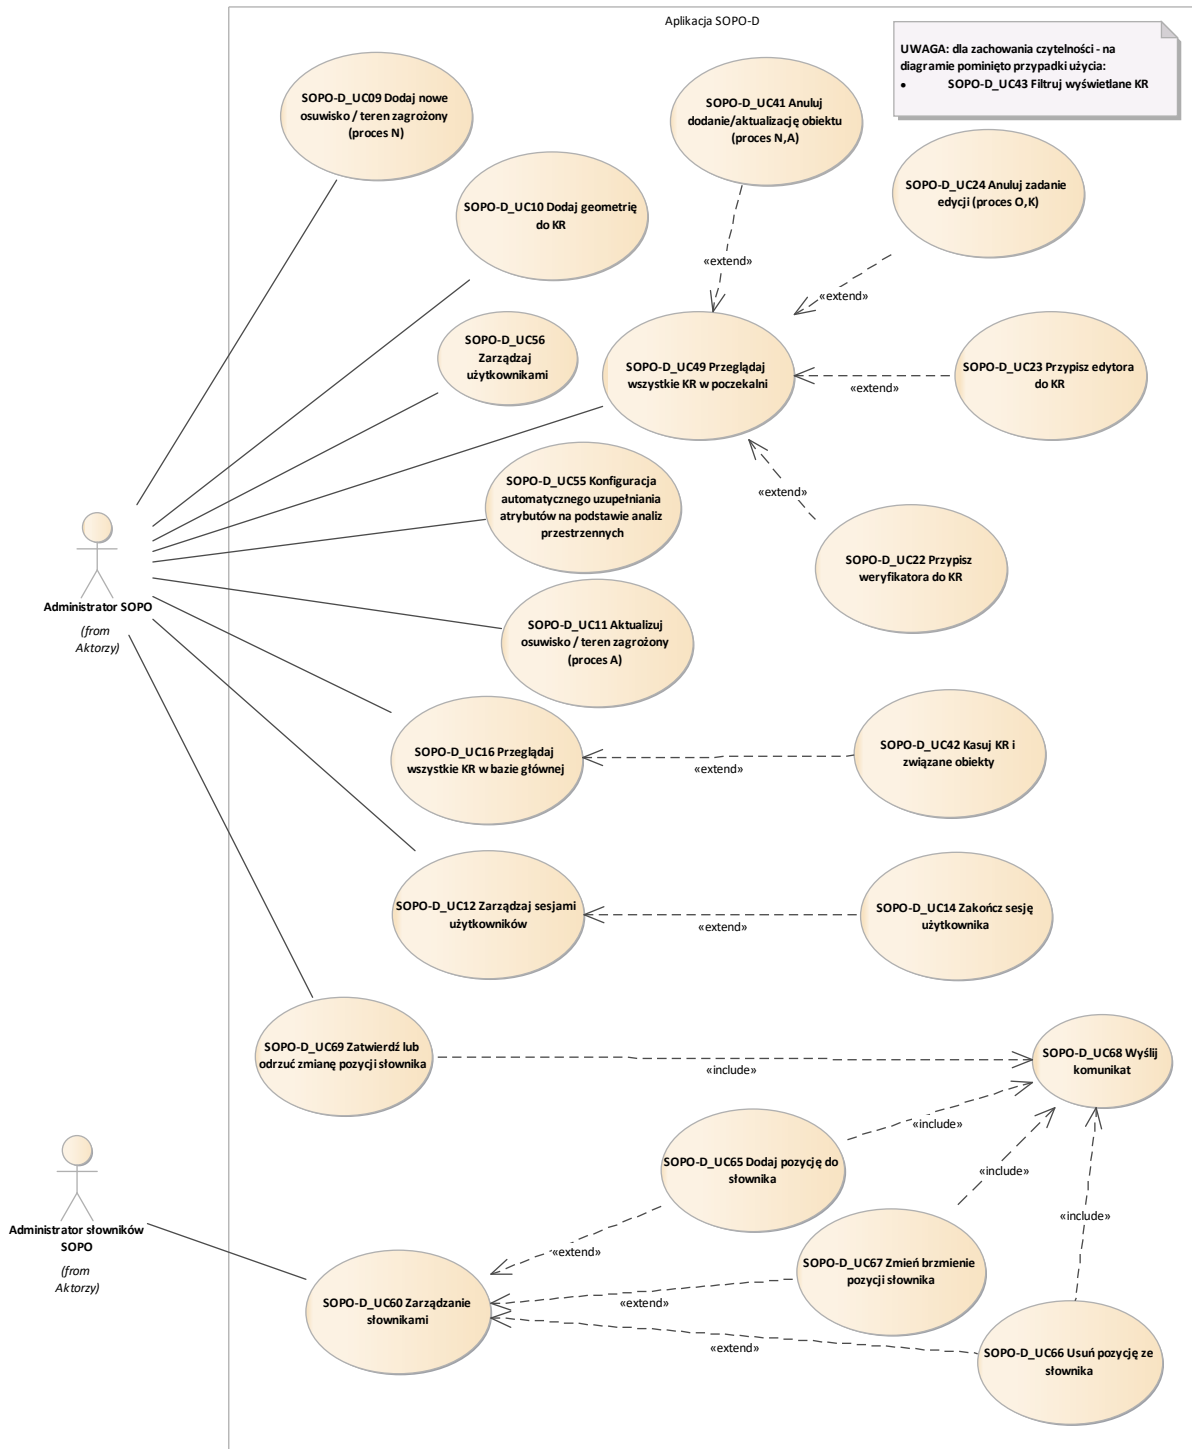 Aplikacja SOPO-D
UWAGA: dla zachowania czytelności - na
diagramie pominięto przypadki użycia:
• SOPO-D_UC43 Filtruj wyświetlane KR
SOPO-D_UC09 Dodaj nowe
osuwisko / teren zagrożony
(proces N)
SOPO-D_UC41 Anuluj
dodanie/aktualizację obiektu
(proces N,A)
SOPO-D_UC24 Anuluj zadanie
edycji (proces O,K)
SOPO-D_UC10 Dodaj geometrię
do KR
«extend»
«extend»
SOPO-D_UC56
Zarządzaj
użytkownikami
SOPO-D_UC49 Przeglądaj
wszystkie KR w poczekalni
SOPO-D_UC23 Przypisz edytora
do KR
«extend»
«extend»
SOPO-D_UC55 Konfiguracja
automatycznego uzupełniania
atrybutów na podstawie analiz
przestrzennych
SOPO-D_UC22 Przypisz
weryfikatora do KR
Administrator SOPO
(from
Aktorzy)
SOPO-D_UC11 Aktualizuj
osuwisko / teren zagrożony
(proces A)
SOPO-D_UC16 Przeglądaj
wszystkie KR w bazie głównej
SOPO-D_UC42 Kasuj KR i
związane obiekty
«extend»
SOPO-D_UC12 Zarządzaj sesjami
użytkowników
SOPO-D_UC14 Zakończ sesję
użytkownika
«extend»
SOPO-D_UC69 Zatwierdź lub
odrzuć zmianę pozycji słownika
SOPO-D_UC68 Wyślij
komunikat
«include»
«include»
SOPO-D_UC65 Dodaj pozycję do
słownika
«include»
«include»
Administrator słowników
SOPO
(from
Aktorzy)
«extend»
SOPO-D_UC67 Zmień brzmienie
pozycji słownika
SOPO-D_UC60 Zarządzanie
słownikami
«extend»
«extend»
SOPO-D_UC66 Usuń pozycję ze
słownika